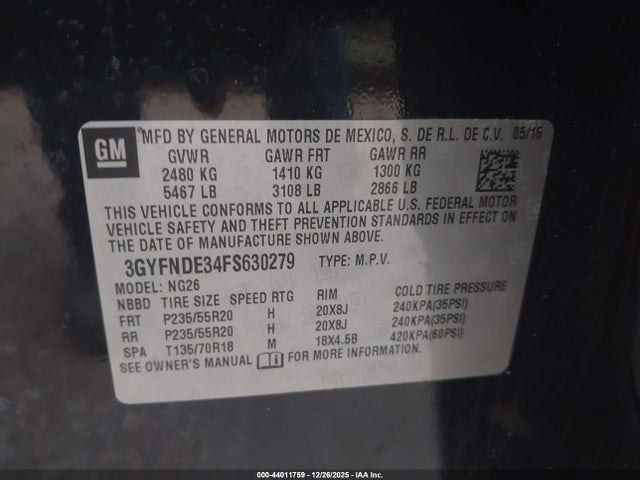 GM
®MFD BY GENERAL MOTORS DE MEXICO, S. DE R.L. DE C.V. 05/15
GVWR GAWR FRT GAWR RR
2480 KG 1410 KG 1300 KG
5467 LB 3108 LB 2866 LB
THIS VEHICLE CONFORMS TO ALL APPLICABLE U.S. FEDERAL MOTOR
VEHICLE SAFETY AND THEFT PREVENTION STANDARDS IN EFFECT ON
THE DATE OF MANUFACTURE SHOWN ABOVE.
3GYFNDE34FS630279 TYPE: M.P.V.
MODEL: NG26
NBBD TIRE SIZE SPEED RTG RIM COLD TIRE PRESSURE
FRT P235/55R20 H 20X8J 240KPA(35PSI)
RR P235/55R20 H 20X8J 240KPA(35PSI)
SPA T135/70R18 M 18X4.5B 420KPA(60PSI)
SEE OWNER'S MANUAL FOR MORE INFORMATION.
000-44011759 - 12/26/2025 - IAA Inc.